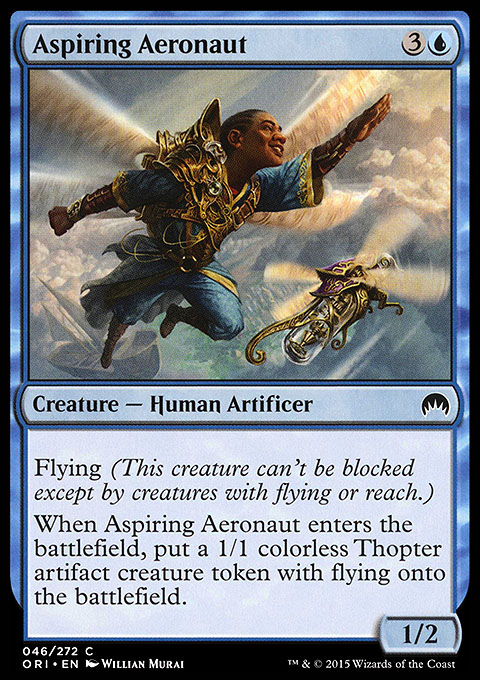 Aspiring Aeronaut 3
Creature — Human Artificer
Flying (This creature can't be blocked
except by creatures with flying or reach.)
When Aspiring Aeronaut enters the
battlefield, put a 1/1 colorless Thopter
artifact creature token with flying onto
the battlefield.
1/2
046/272 C
ORI • EN Willian Murai
™ & © 2015 Wizards of the Coast